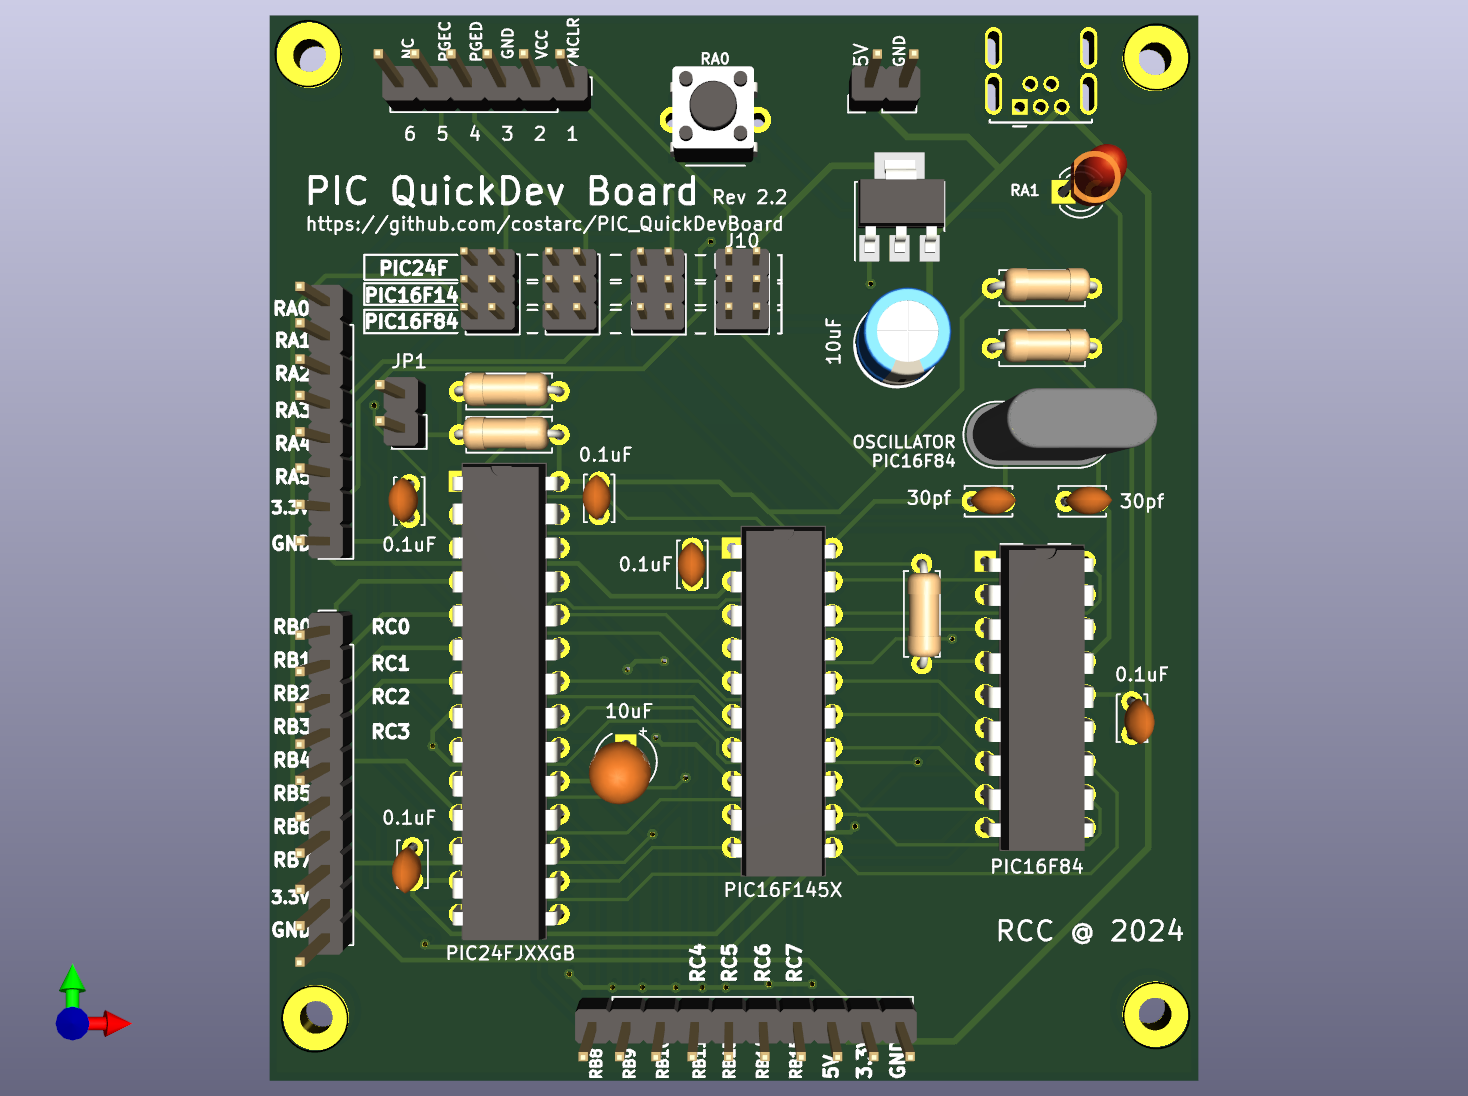 NC
PGEC
PGED
GND
VCC
/MCLR
6 5 4 3 2 1
RA0
5V
GND
RA1
PIC QuickDev Board Rev 2.2
https://github.com/costarc/PIC_QuickDevBoard
J10
PIC24F
PIC16F14
PIC16F84
RA0
RA1
RA2
RA3
RA4
RA5
3.3V
GND
JP1
10uF
OSCILLATOR
PIC16F84
30pf
30pf
0.1uF
0.1uF
0.1uF
RB0
RB1
RB2
RB3
RB4
RB5
RB6
RB7
3.3V
GND
RC0
RC1
RC2
RC3
10uF
+
0.1uF
0.1uF
PIC24FJXXGB
PIC16F145X
PIC16F84
RCC @ 2024
RC4
RC5
RC6
RC7
RB8
RB9
RB10
RB11
5V
3.3V
GND